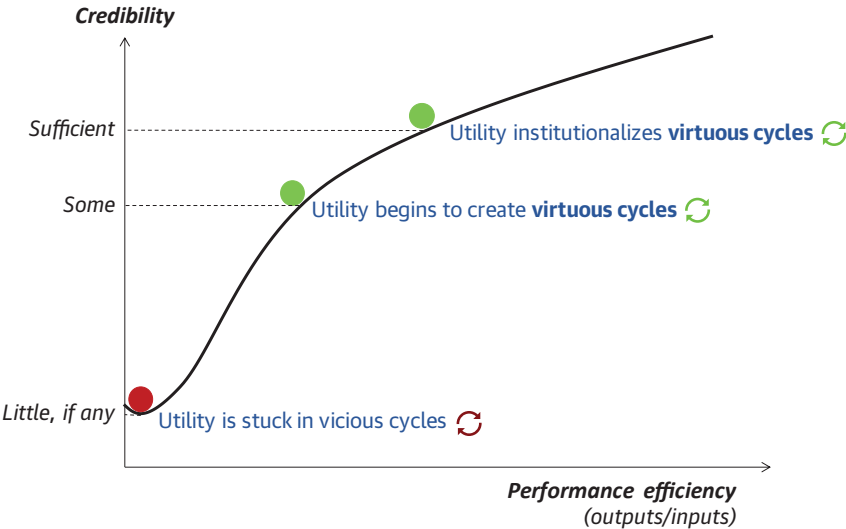 Credibility
Sufficient
Utility institutionalizes virtuous cycles
Some
Utility begins to create virtuous cycles
Little, if any
Utility is stuck in vicious cycles
Performance efficiency
(outputs/inputs)